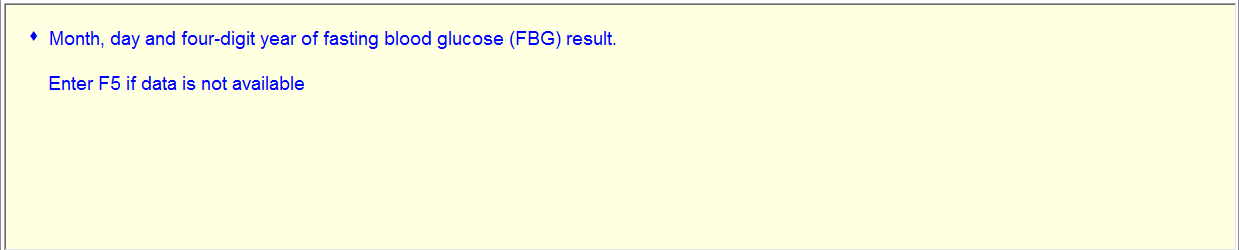 ♦ Month, day and four-digit year of fasting blood glucose (FBG) result.
Enter F5 if data is not available